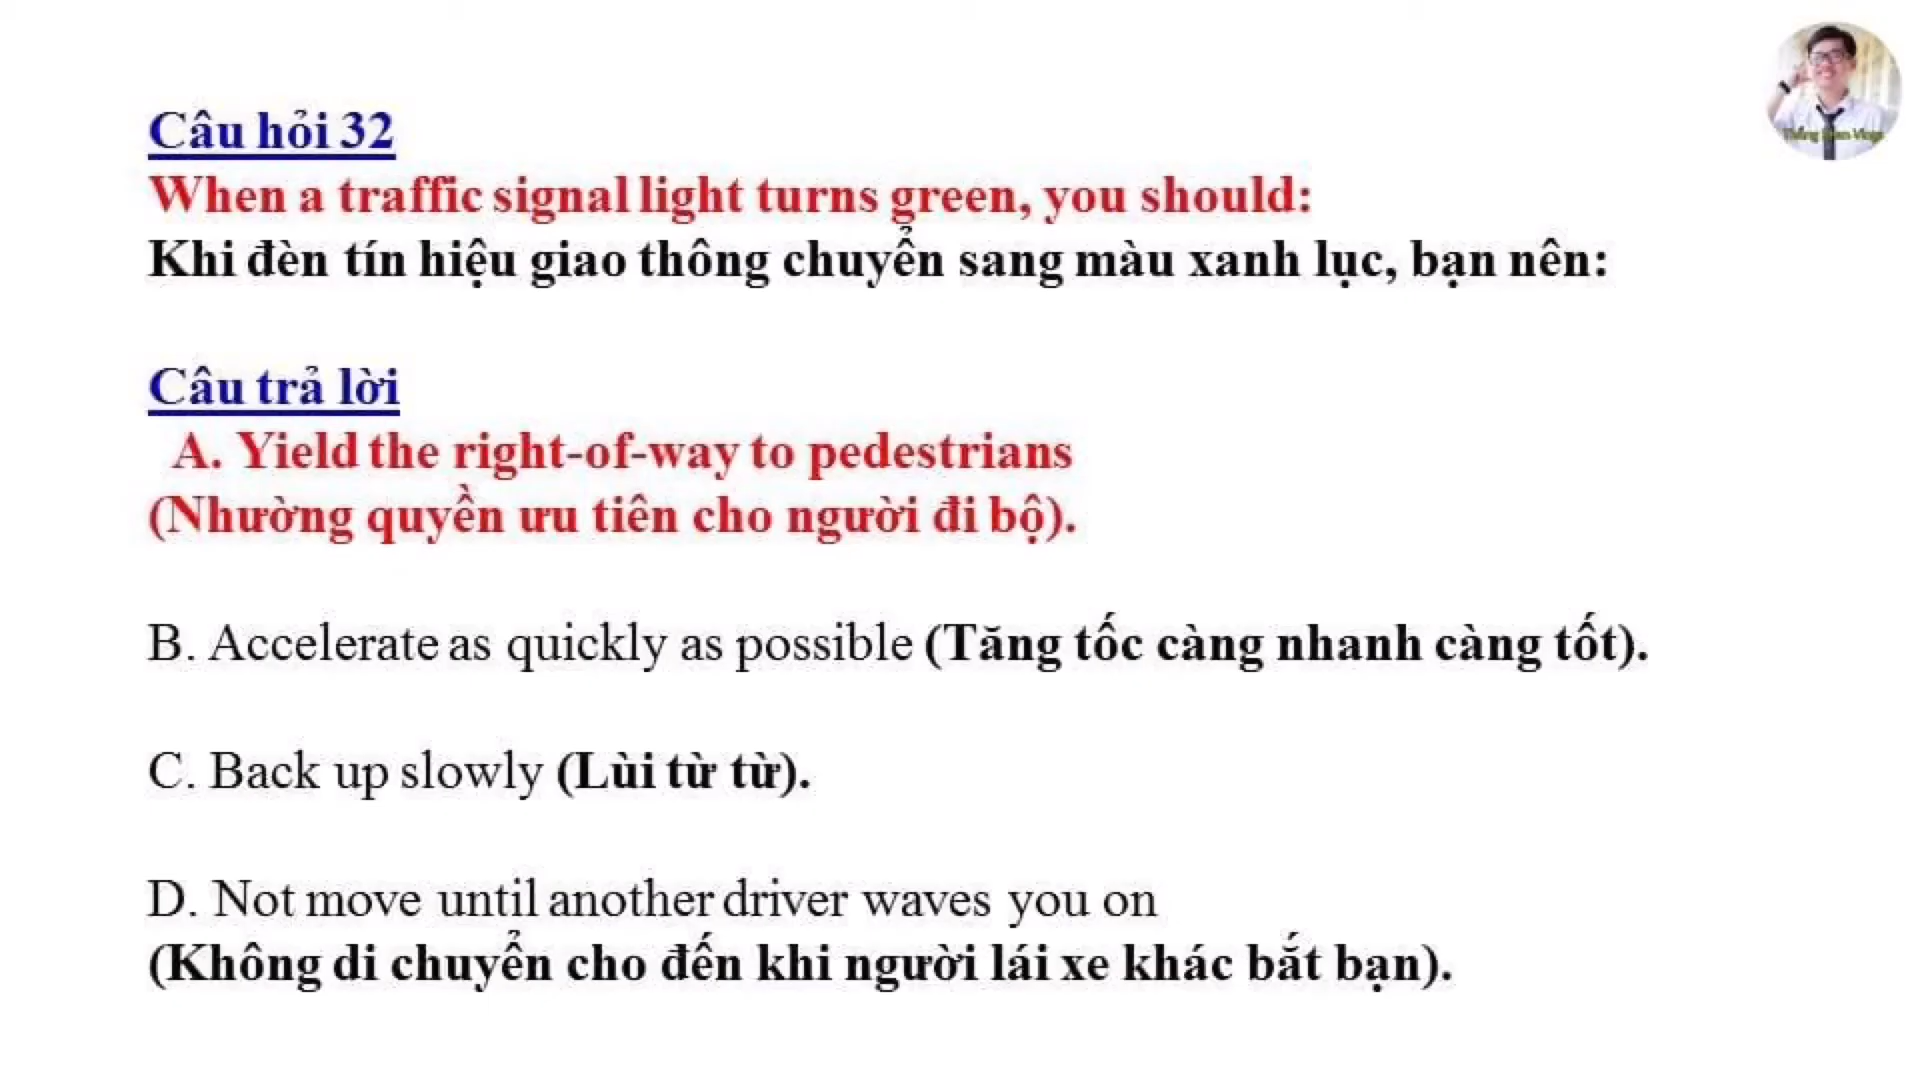 Câu hỏi 32
When a traffic signal light turns green, you should:
Khi đèn tín hiệu giao thông chuyển sang màu xanh lục, bạn nên:
Câu trả lời
A. Yield the right-of-way to pedestrians
(Nhường quyền ưu tiên cho người đi bộ).
B. Accelerate as quickly as possible (Tăng tốc càng nhanh càng tốt).
C. Back up slowly (Lùi từ từ).
D. Not move until another driver waves you on
(Không di chuyển cho đến khi người lái xe khác bắt bạn).